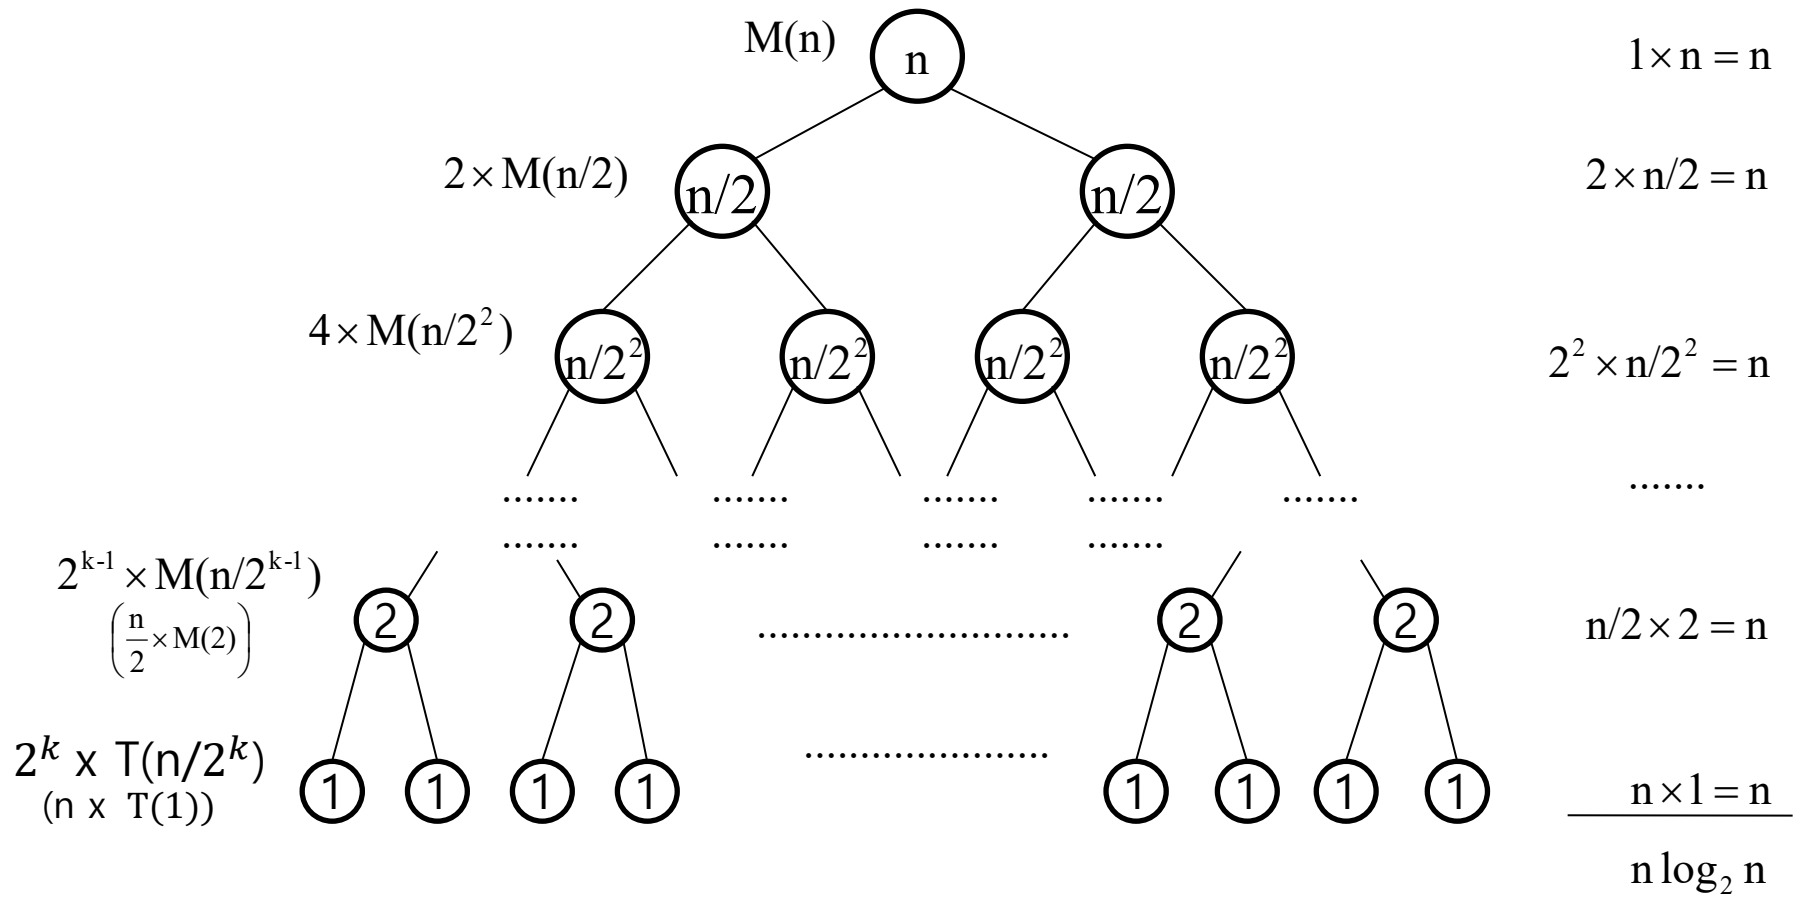 M(n) n 1 × n = n
2 × M(n/2) n/2 n/2 2 × n/2 = n
4 × M(n/2²) n/2² n/2² n/2² n/2² 2² × n/2² = n
....... ....... ....... ....... ....... .......
....... ....... ....... .......
2^{k-1} × M(n/2^{k-1}) 2 2 ............................ 2 2 n/2 × 2 = n
(n/2 × M(2))
2^k x T(n/2^k) 1 1 1 1 ...................... 1 1 1 1 n × 1 = n
(n x T(1))
n log₂ n